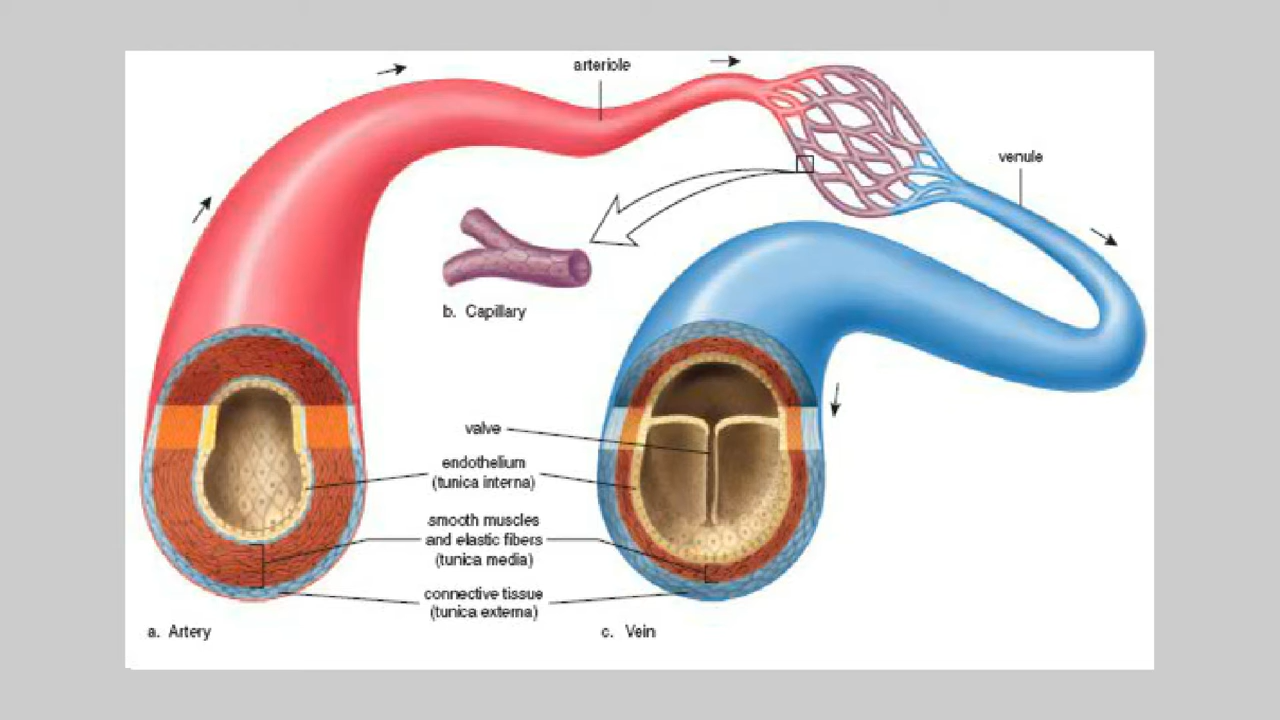 arteriole
venule
b. Capillary
valve
endothelium
(tunica interna)
smooth muscles
and elastic fibers
(tunica media)
connective tissue
(tunica externa)
a. Artery
c. Vein